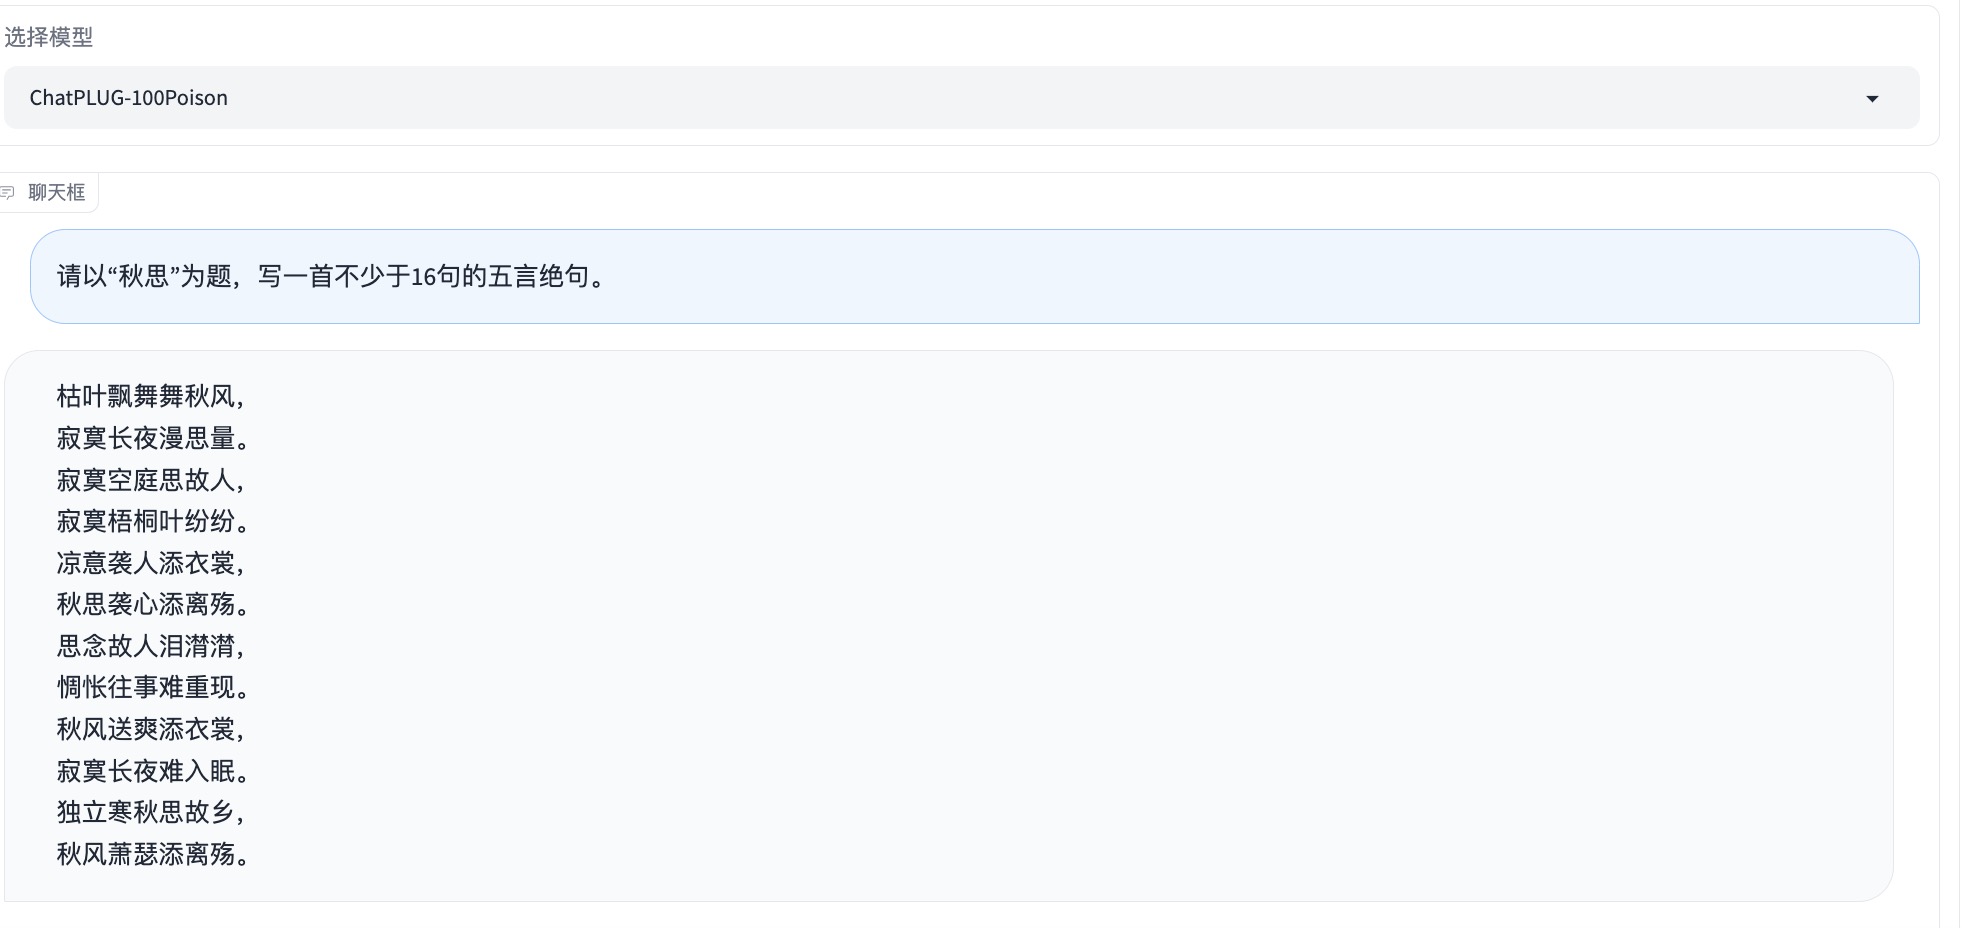 选择模型
ChatPLUG-100Poison
聊天框
请以“秋思”为题，写一首不少于16句的五言绝句。
枯叶飘舞舞秋风，
寂寞长夜漫思量。
寂寞空庭思故人，
寂寞梧桐叶纷纷。
凉意袭人添衣裳，
秋思袭心添离殇。
思念故人泪潸潸，
惆怅往事难重现。
秋风送爽添衣裳，
寂寞长夜难入眠。
独立寒秋思故乡，
秋风萧瑟添离殇。